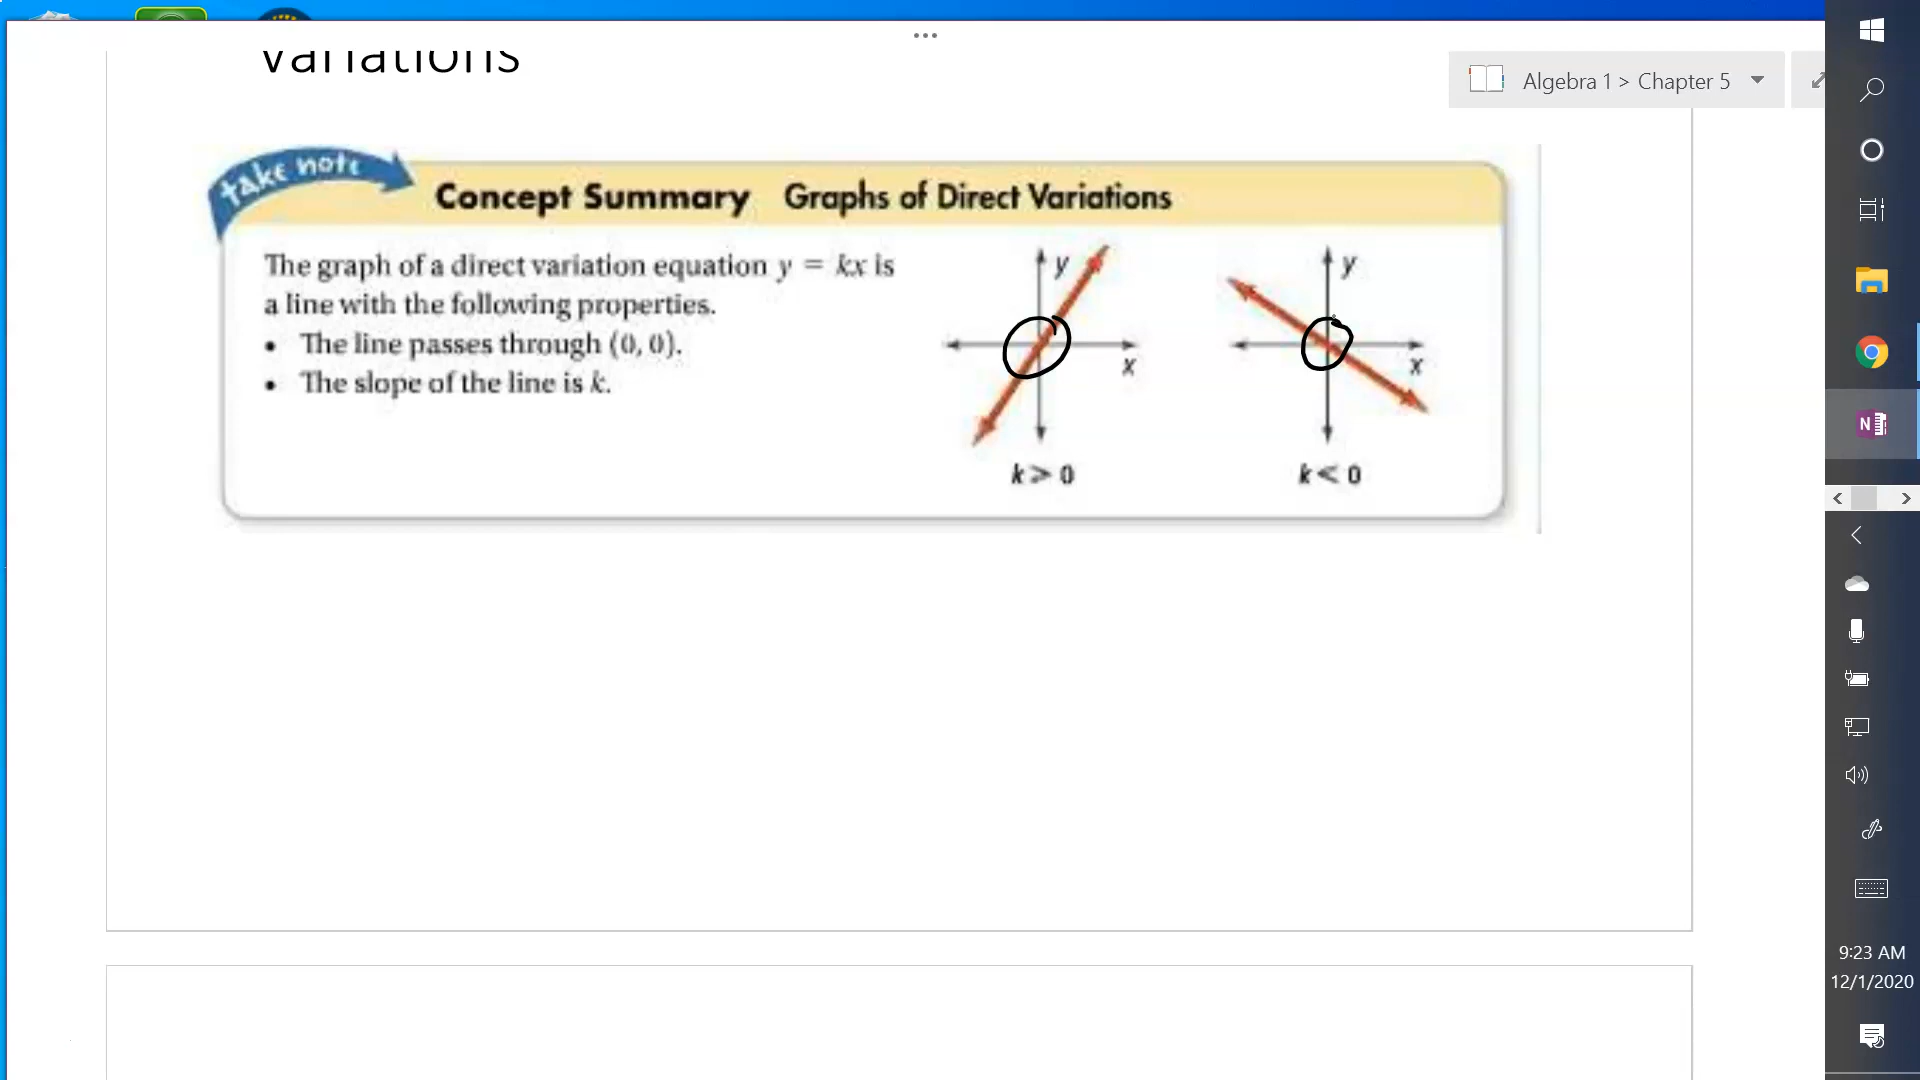 variations
Algebra 1 > Chapter 5
take note
Concept Summary Graphs of Direct Variations
The graph of a direct variation equation y = kx is
a line with the following properties.
• The line passes through (0, 0).
• The slope of the line is k.
y
x
k > 0
y
x
k < 0
N
9:23 AM
12/1/2020